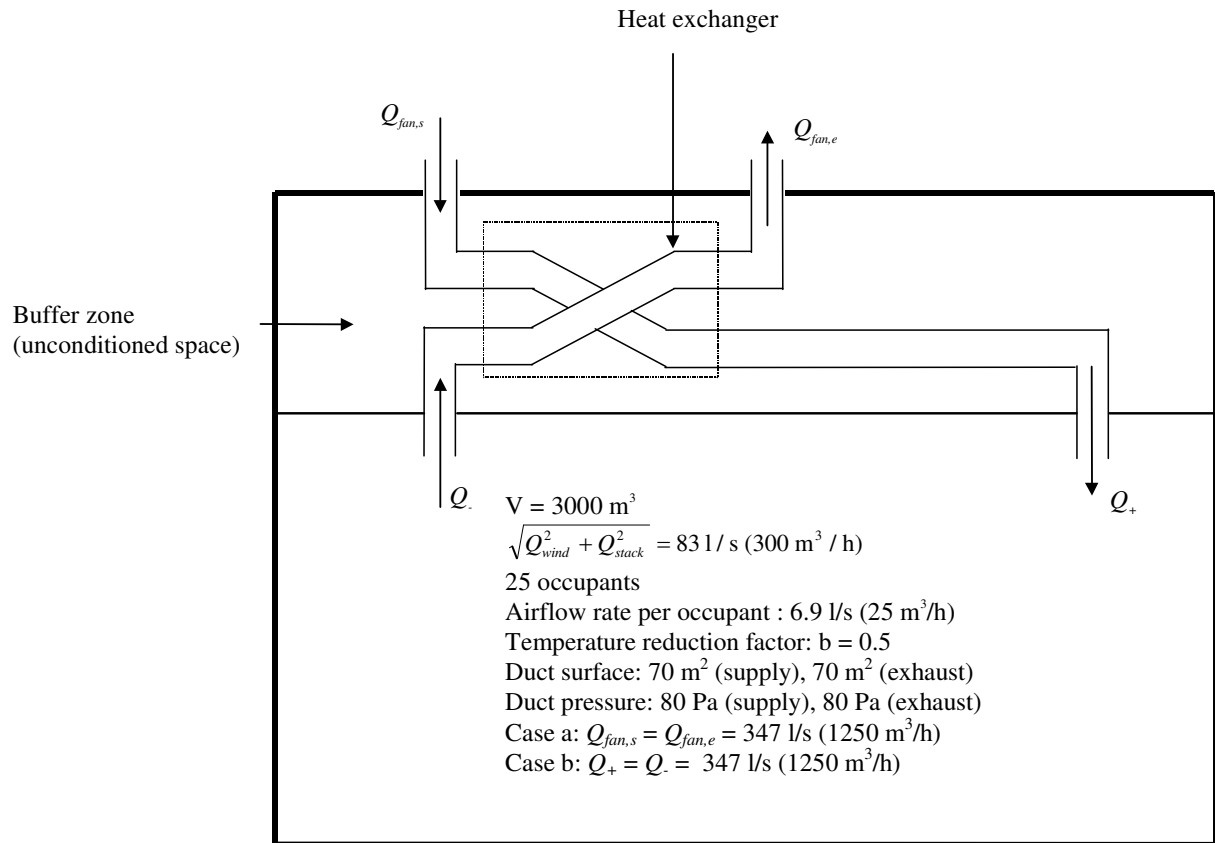 Heat exchanger
Q_fan,s
Q_fan,e
Buffer zone
(unconditioned space)
Q_-
Q_+
V = 3000 m³
√(Q²_wind + Q²_stack) = 83 l/s (300 m³/h)
25 occupants
Airflow rate per occupant : 6.9 l/s (25 m³/h)
Temperature reduction factor: b = 0.5
Duct surface: 70 m² (supply), 70 m² (exhaust)
Duct pressure: 80 Pa (supply), 80 Pa (exhaust)
Case a: Q_fan,s = Q_fan,e = 347 l/s (1250 m³/h)
Case b: Q_+ = Q_- = 347 l/s (1250 m³/h)